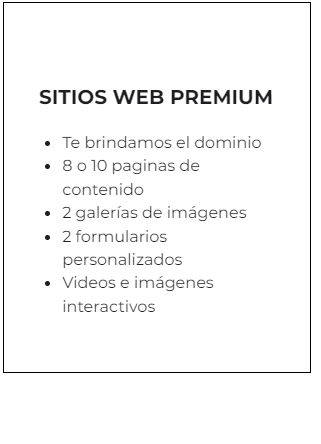 SITIOS WEB PREMIUM
• Te brindamos el dominio
• 8 o 10 paginas de
contenido
• 2 galerías de imágenes
• 2 formularios
personalizados
• Videos e imágenes
interactivos